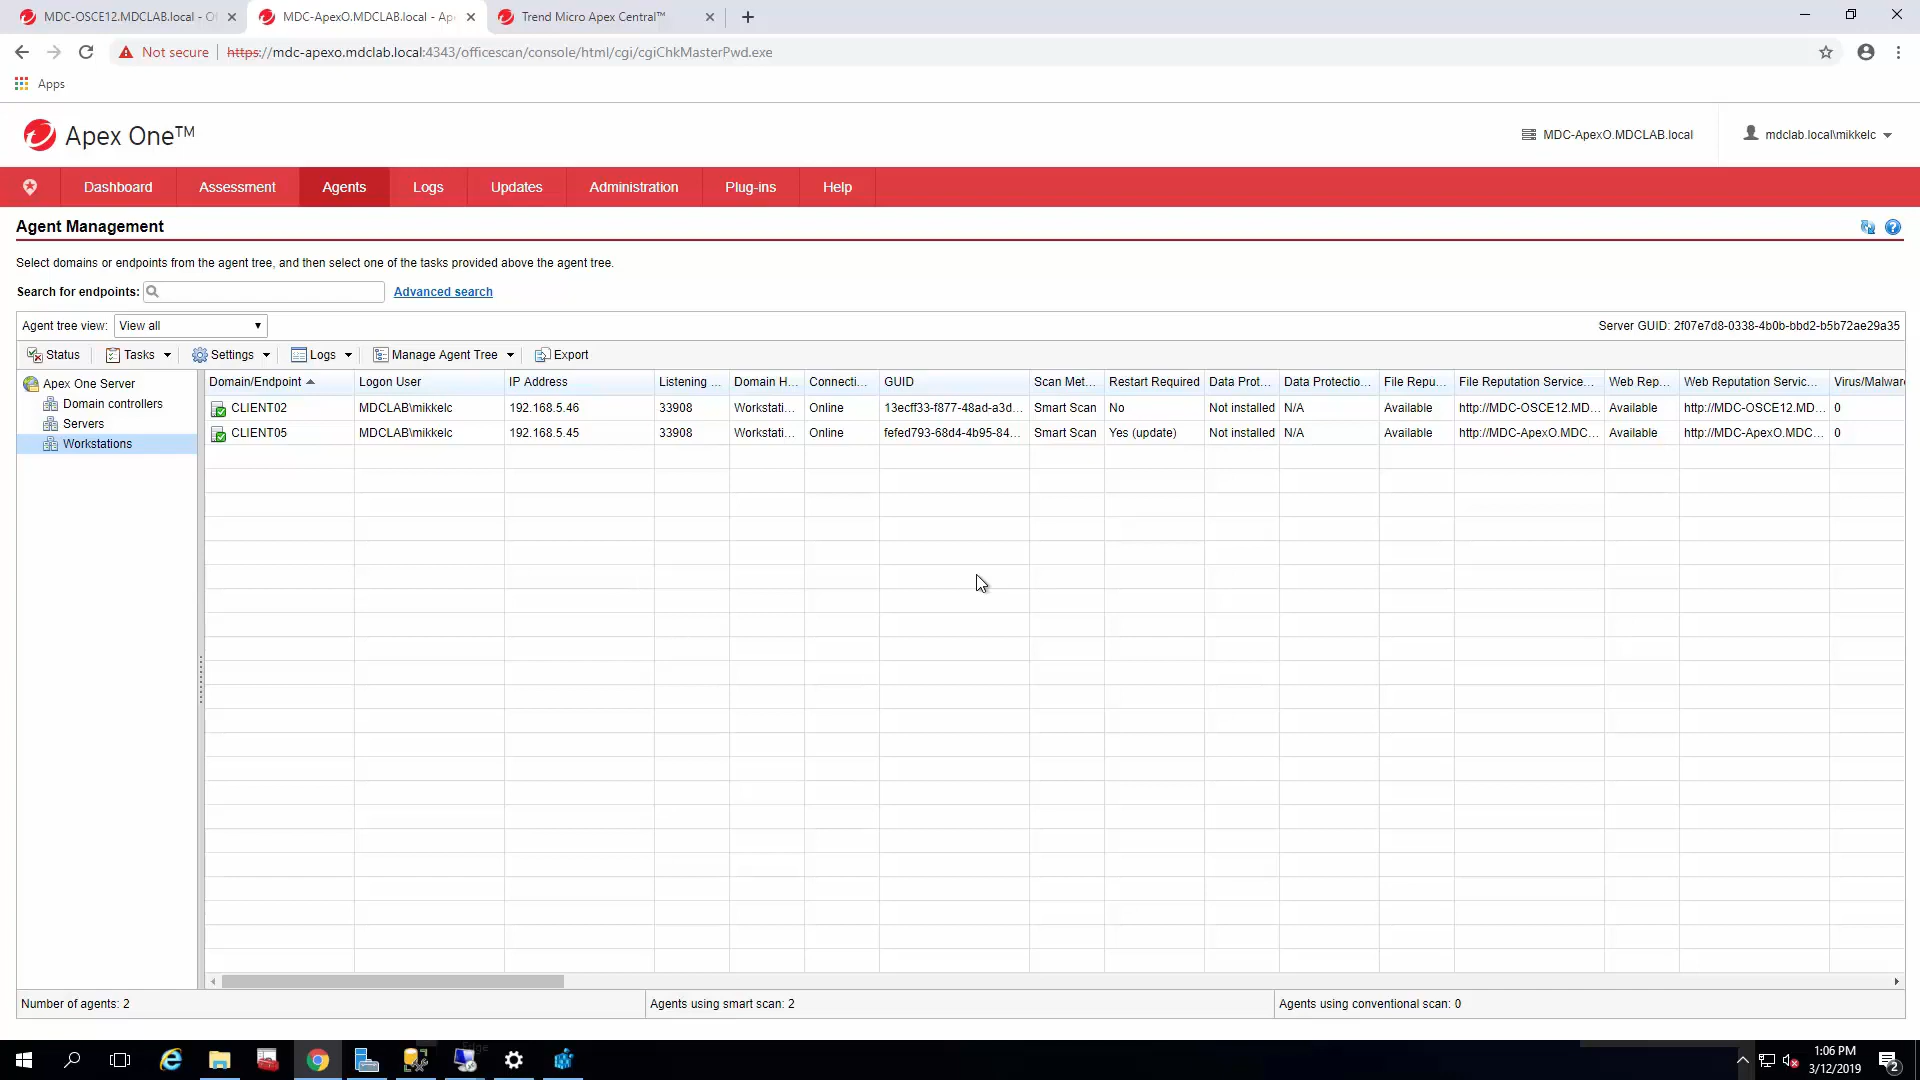 MDC-OSCE12.MDCLAB.local - O
MDC-ApexO.MDCLAB.local - Ap
Trend Micro Apex Central™
Not secure
https://mdc-apexo.mdclab.local:4343/officescan/console/html/cgi/cgiChkMasterPwd.exe
Apps
Apex One™
MDC-ApexO.MDCLAB.local
mdclab.local\mikkelc
Dashboard
Assessment
Agents
Logs
Updates
Administration
Plug-ins
Help
Agent Management
Select domains or endpoints from the agent tree, and then select one of the tasks provided above the agent tree.
Search for endpoints:
Advanced search
Agent tree view: View all
Server GUID: 2f07e7d8-0338-4b0b-bbd2-b5b72ae29a35
Status
Tasks
Settings
Logs
Manage Agent Tree
Export
Apex One Server
Domain controllers
Servers
Workstations
Domain/Endpoint Logon User IP Address Listening ... Domain H... Connecti... GUID Scan Met... Restart Required Data Prot... Data Protectio... File Repu... File Reputation Service... Web Rep... Web Reputation Servic... Virus/Malware
CLIENT02 MDCLAB\mikkelc 192.168.5.46 33908 Workstati... Online 13ecff33-f877-48ad-a3d... Smart Scan No Not installed N/A Available http://MDC-OSCE12.MD... Available http://MDC-OSCE12.MD... 0
CLIENT05 MDCLAB\mikkelc 192.168.5.45 33908 Workstati... Online fefed793-68d4-4b95-84... Smart Scan Yes (update) Not installed N/A Available http://MDC-ApexO.MDC... Available http://MDC-ApexO.MDC... 0
Number of agents: 2
Agents using smart scan: 2
Agents using conventional scan: 0
Edge
1:06 PM
3/12/2019
2